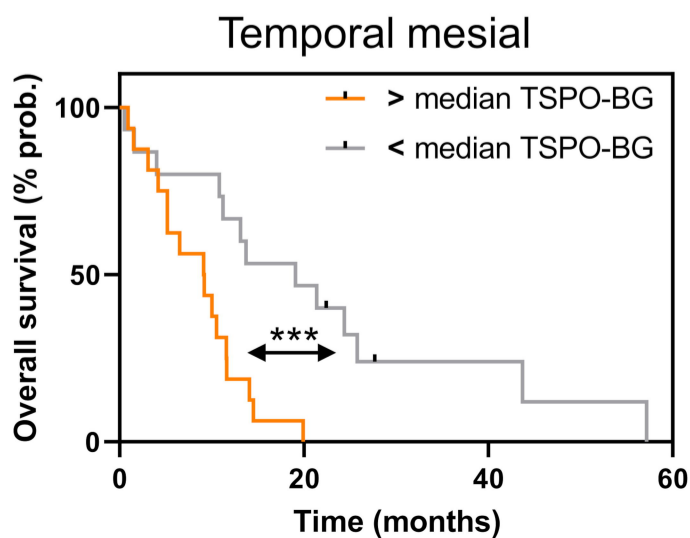 Temporal mesial
Overall survival (% prob.)
100
50
0
> median TSPO-BG
< median TSPO-BG
***
0 20 40 60
Time (months)